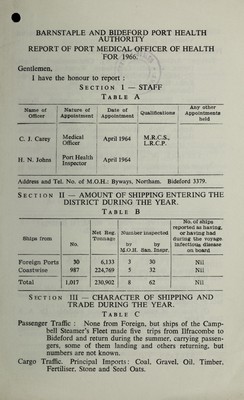 BARNSTAPLE AND BIDEFORD PORT HEALTH
AUTHORITY
REPORT OF PORT MEDICAL OFFICER OF HEALTH
FOR 1966.
Gentlemen,
I have the honour to report :
SECTION I — STAFF
TABLE A
Name of Officer Nature of Appointment Date of Appointment Qualifications Any other Appointments held
C. J. Carey Medical Officer April 1964 M.R.C.S., L.R.C.P.
H. N. Johns Port Health Inspector April 1964
Address and Tel. No. of M.O.H.: Byways, Northam. Bideford 3379.
SECTION II — AMOUNT OF SHIPPING ENTERING THE
DISTRICT DURING THE YEAR.
TABLE B
Ships from No. Net Reg. Tonnage Number inspected by M.O.H. by San. Inspr. No. of ships reported as having, or having had during the voyage infectious disease on board
Foreign Ports 30 6,133 3 30 Nil
Coastwise 987 224,769 5 32 Nil
Total 1,017 230,902 8 62 Nil
SECTION III — CHARACTER OF SHIPPING AND
TRADE DURING THE YEAR.
TABLE C
Passenger Traffic : None from Foreign, but ships of the Camp-
bell Steamer's Fleet made five trips from Ilfracombe to
Bideford and return during the summer, carrying passen-
gers, some of them landing and others returning, but
numbers are not known.
Cargo Traffic. Principal Imports: Coal, Gravel, Oil, Timber,
Fertiliser, Stone and Seed Oats.